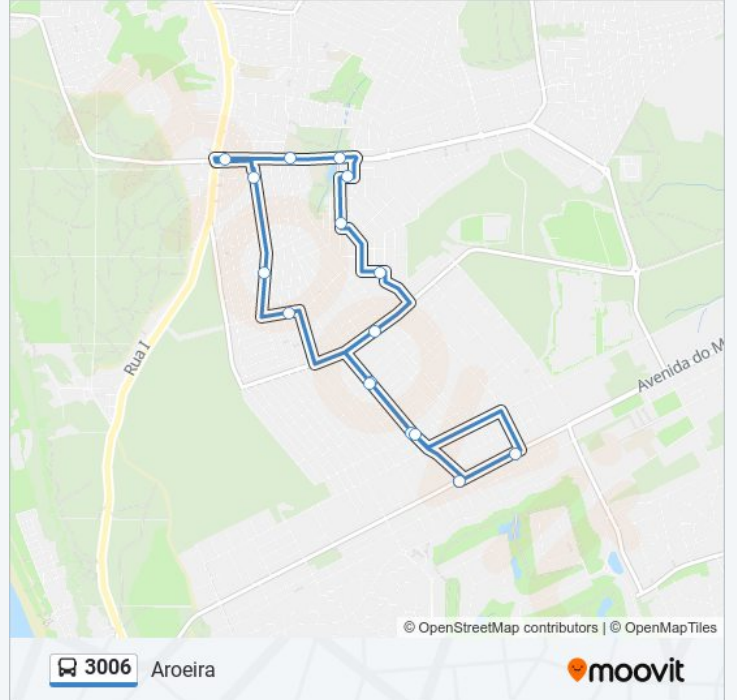 Rua I
Avenida do M
© OpenStreetMap contributors | © OpenMapTiles
3006 Aroeira
moovit